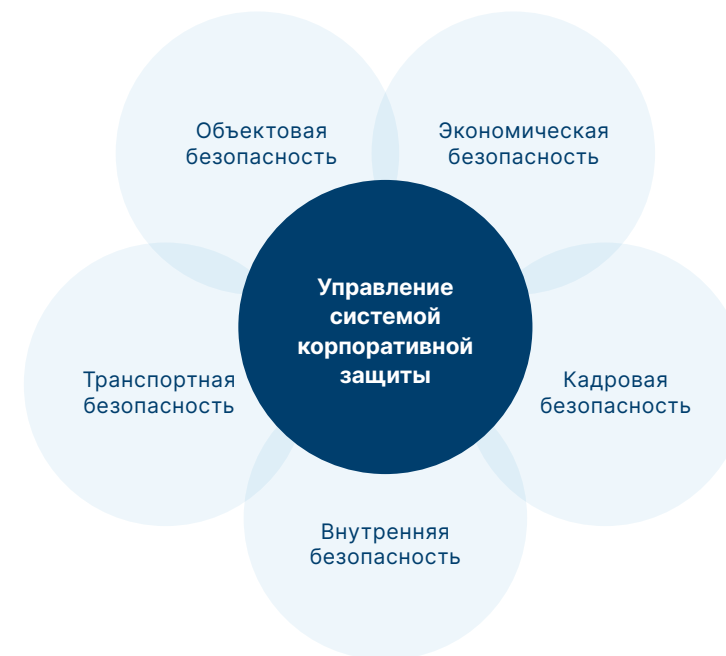 Объектовая
безопасность
Экономическая
безопасность
Управление
системой
корпоративной
защиты
Транспортная
безопасность
Кадровая
безопасность
Внутренняя
безопасность